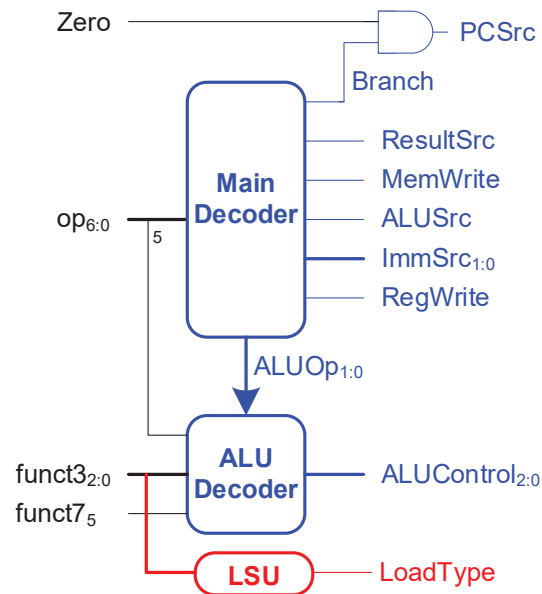 Zero
PCSrc
Branch
ResultSrc
Main
Decoder
MemWrite
op6:0
5
ALUSrc
ImmSrc1:0
RegWrite
ALUOp1:0
funct32:0
ALU
Decoder
ALUControl2:0
funct75
LSU
LoadType